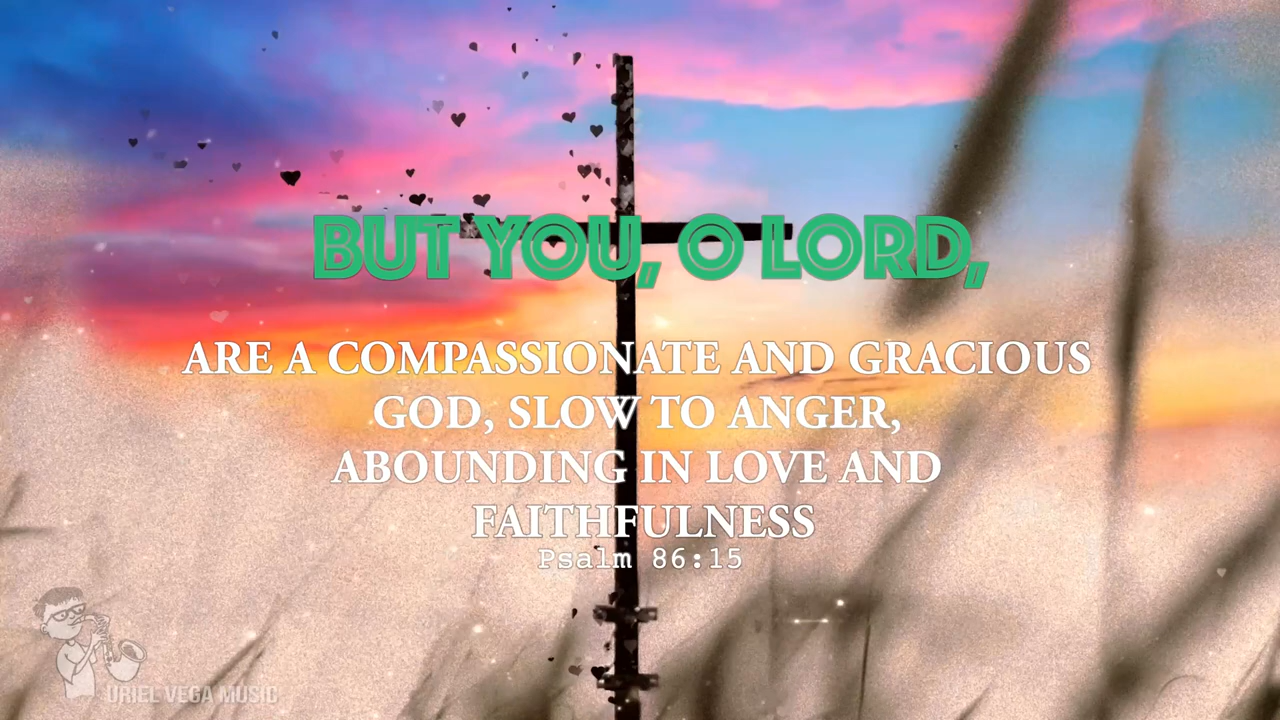 BUT YOU, O LORD,
ARE A COMPASSIONATE AND GRACIOUS
GOD, SLOW TO ANGER,
ABOUNDING IN LOVE AND
FAITHFULNESS
Psalm 86:15
URIEL VEGA MUSIC